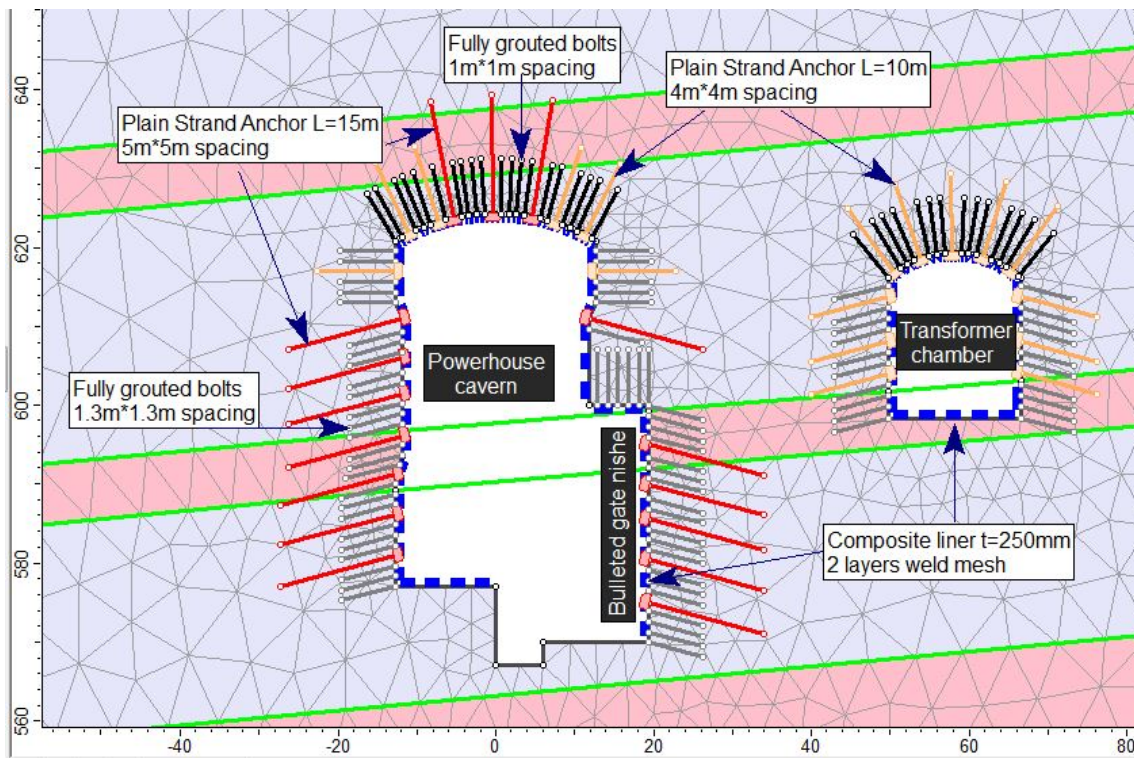 Fully grouted bolts
1m*1m spacing
Plain Strand Anchor L=10m
4m*4m spacing
Plain Strand Anchor L=15m
5m*5m spacing
Powerhouse
cavern
Transformer
chamber
Fully grouted bolts
1.3m*1.3m spacing
Bulleted gate nishe
Composite liner t=250mm
2 layers weld mesh
640
620
600
580
560
-40
-20
0
20
40
60
80